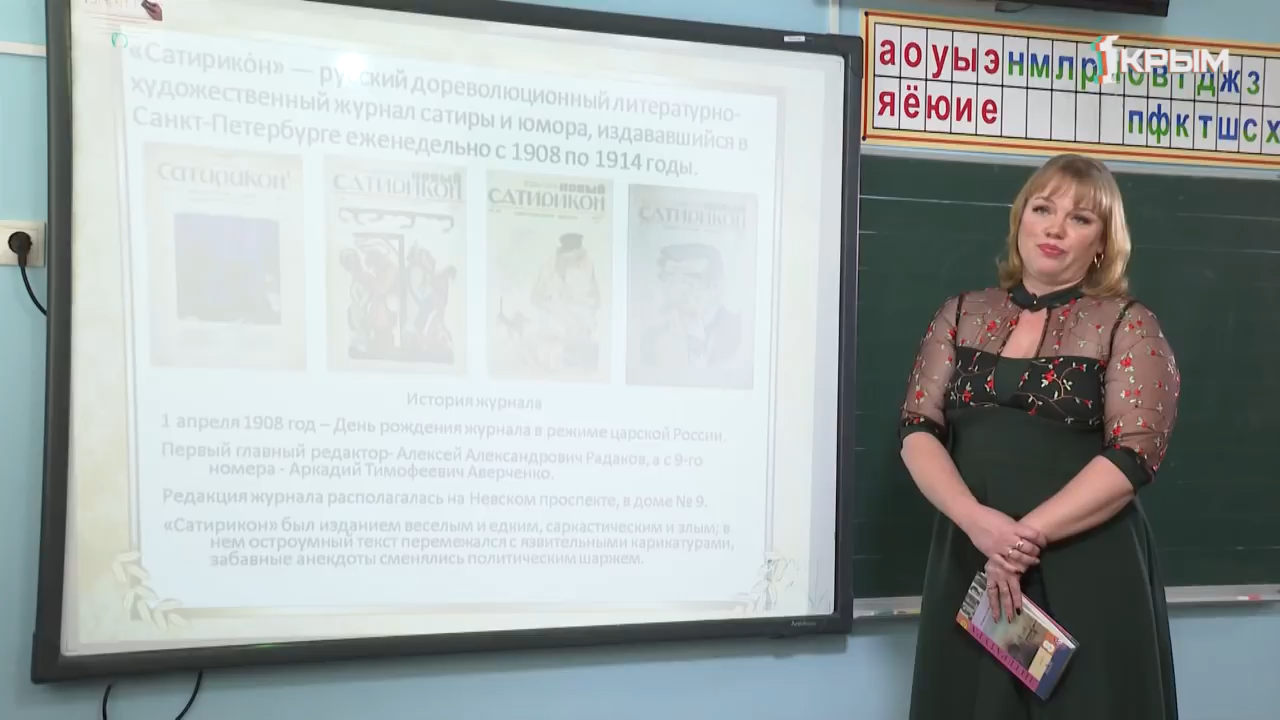 «Сатирико́н» — русский дореволюционный литературно-
художественный журнал сатиры и юмора, издававшийся в
Санкт-Петербурге еженедельно с 1908 по 1914 годы.
сатирикон
новый
САТИРИКОН
новый
САТИРИКОН
САТИРИКОН
История журнала
1 апреля 1908 год – День рождения журнала в режиме царской России.
Первый главный редактор- Алексей Александрович Радаков, а с 9-го
номера - Аркадий Тимофеевич Аверченко.
Редакция журнала располагалась на Невском проспекте, в доме № 9.
«Сатирикон» был изданием веселым и едким, саркастическим и злым; в
нем остроумный текст перемежался с язвительными карикатурами,
забавные анекдоты сменялись политическим шаржем.
а о у ы э н м л р й о в г д ж з
я ё ю и е п ф к т ш с х
1 КРЫМ
ЛИТЕРАТУРА